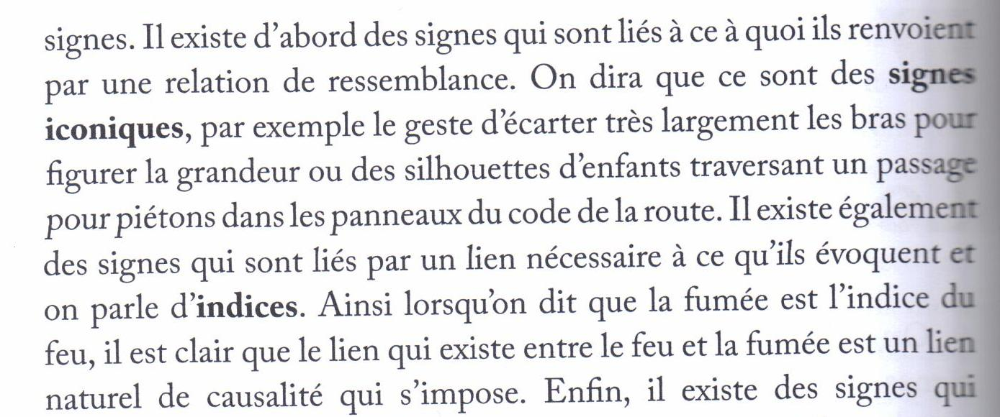 signes. Il existe d'abord des signes qui sont liés à ce à quoi ils renvoient
par une relation de ressemblance. On dira que ce sont des signes
iconiques, par exemple le geste d'écarter très largement les bras pour
figurer la grandeur ou des silhouettes d'enfants traversant un passage
pour piétons dans les panneaux du code de la route. Il existe également
des signes qui sont liés par un lien nécessaire à ce qu'ils évoquent et
on parle d'indices. Ainsi lorsqu'on dit que la fumée est l'indice du
feu, il est clair que le lien qui existe entre le feu et la fumée est un lien
naturel de causalité qui s'impose. Enfin, il existe des signes qui